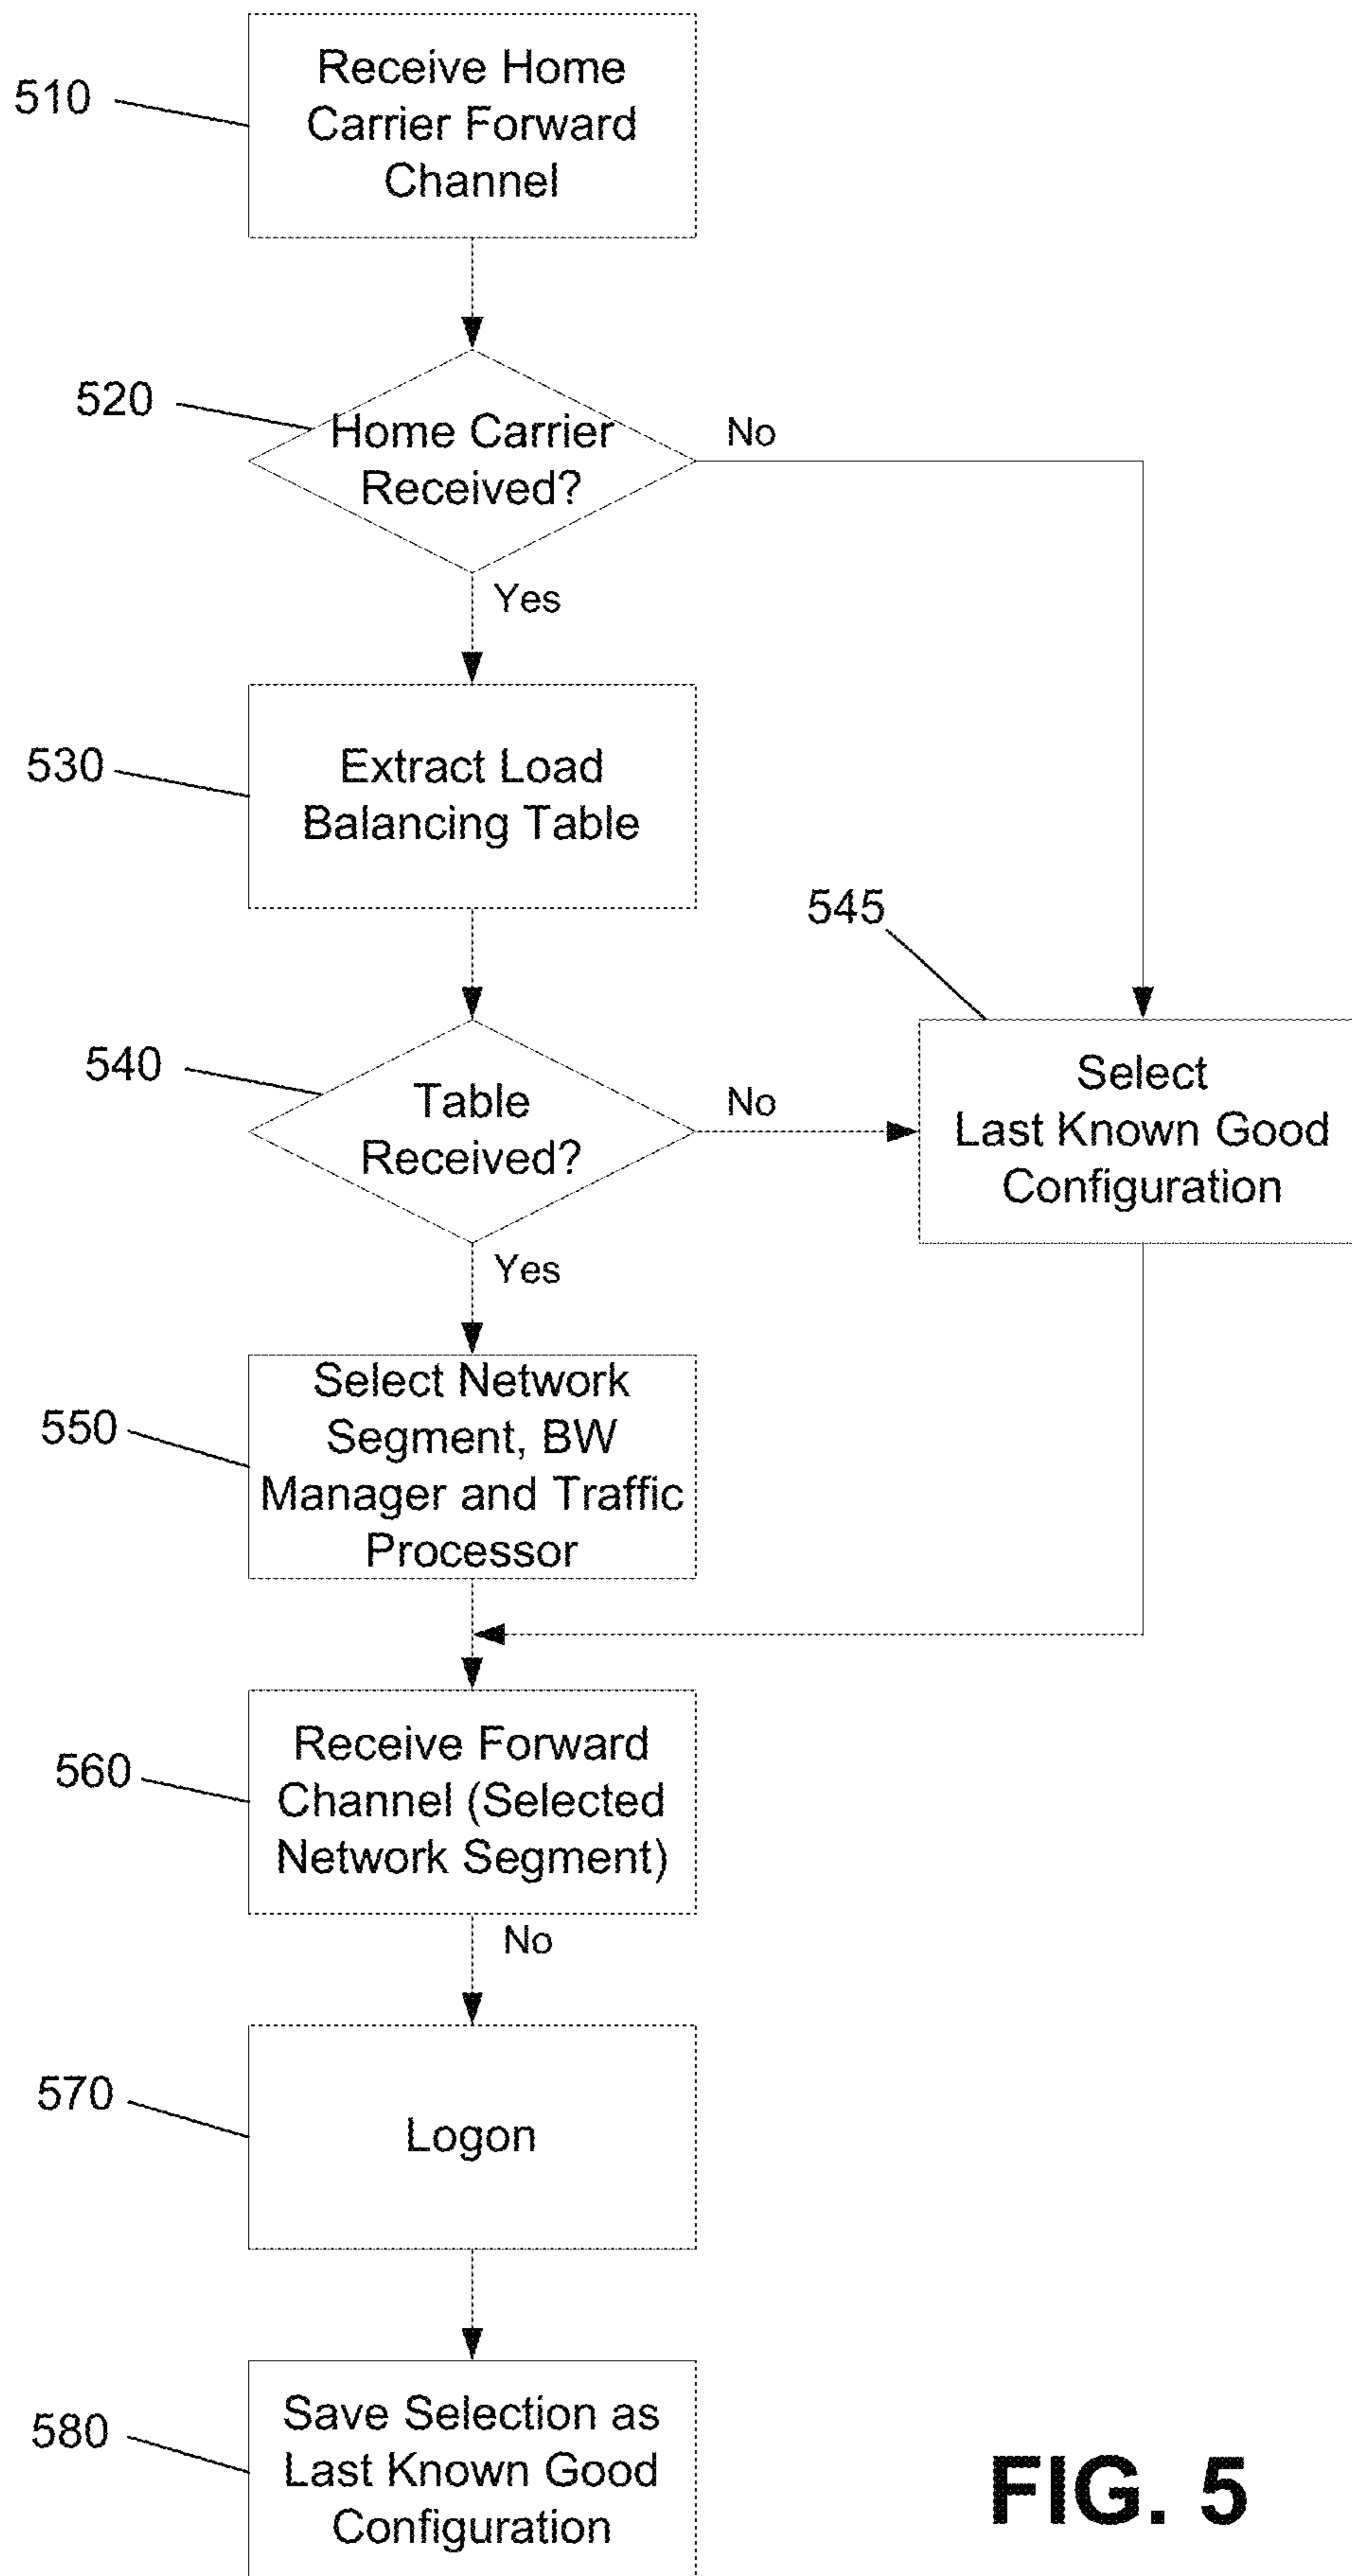 510
Receive Home
Carrier Forward
Channel
520
Home Carrier
Received?
No
Yes
530
Extract Load
Balancing Table
545
540
Table
Received?
No
Select
Last Known Good
Configuration
Yes
550
Select Network
Segment, BW
Manager and Traffic
Processor
560
Receive Forward
Channel (Selected
Network Segment)
No
570
Logon
580
Save Selection as
Last Known Good
Configuration
FIG. 5